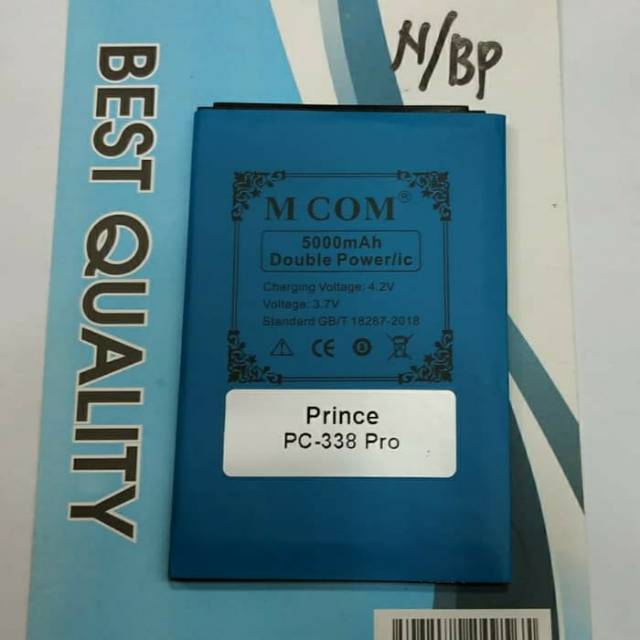 N/BP
BEST QUALITY
M COM®
5000mAh
Double Power/ic
Charging Voltage: 4.2V
Voltage: 3.7V
Standard GB/T 18287-2018
CE
Prince
PC-338 Pro